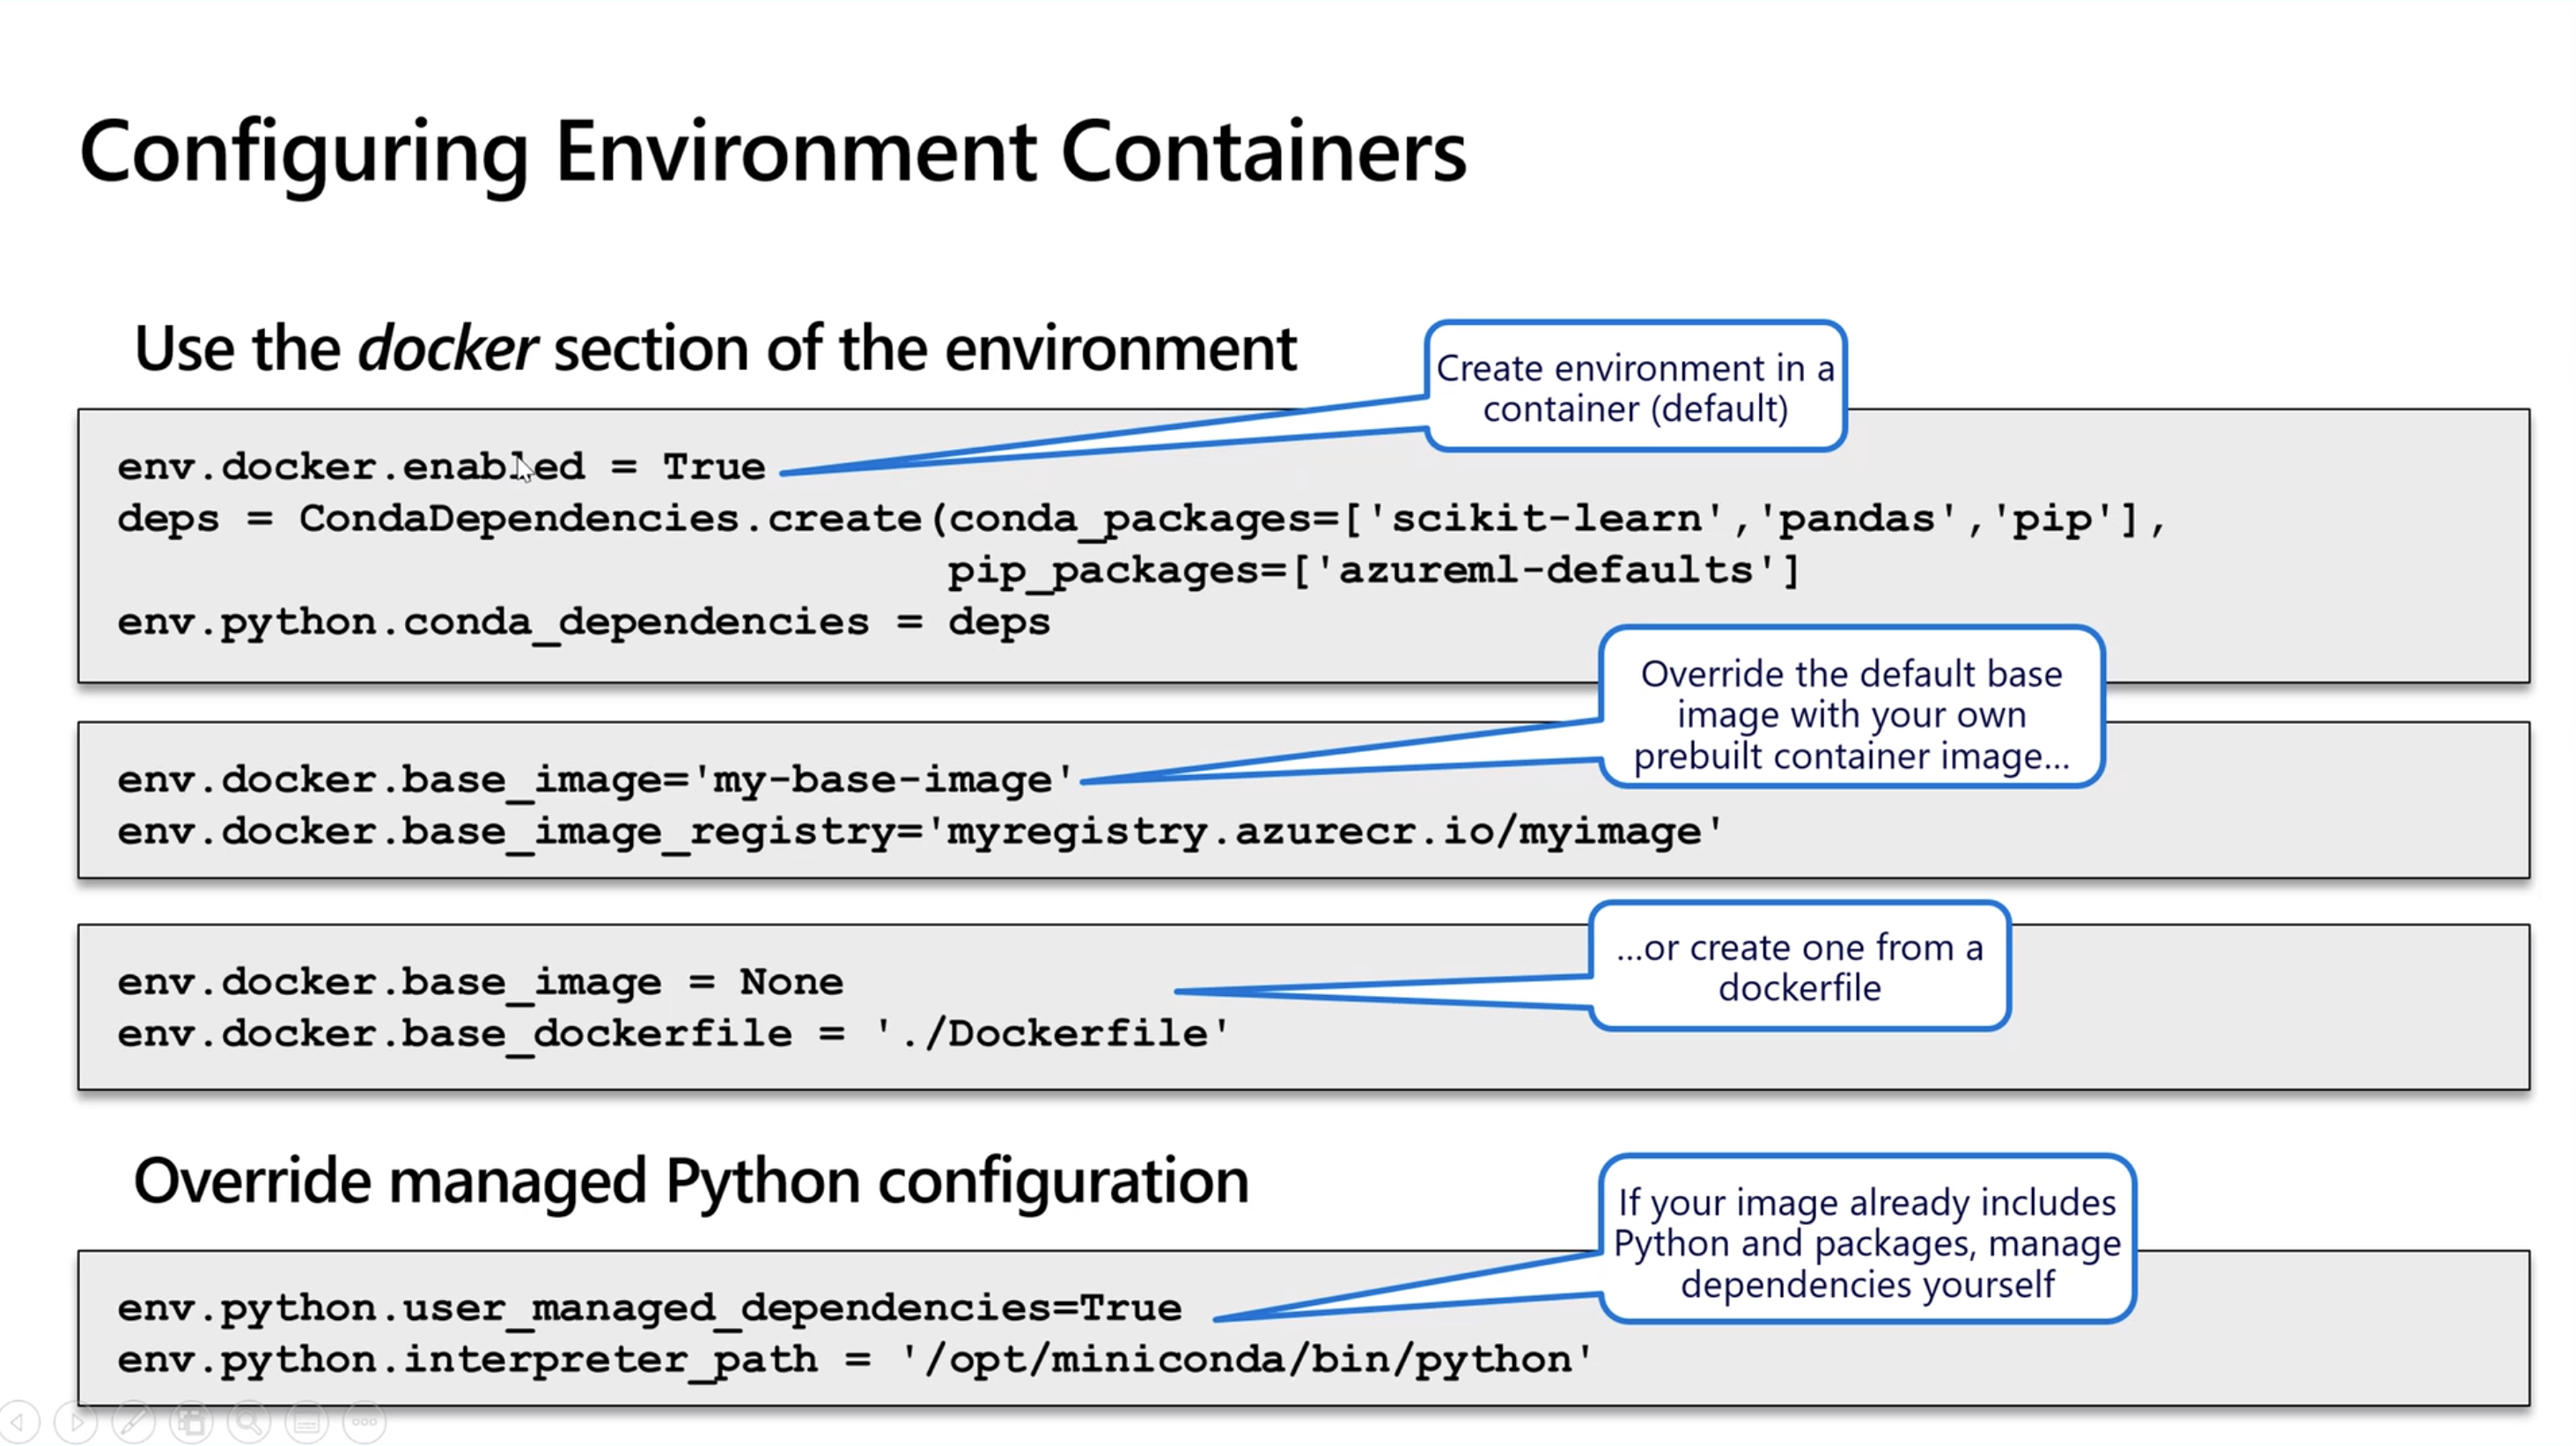 Configuring Environment Containers
Use the docker section of the environment
Create environment in a
container (default)
env.docker.enabled = True
deps = CondaDependencies.create(conda_packages=['scikit-learn','pandas','pip'],
pip_packages=['azureml-defaults']
env.python.conda_dependencies = deps
Override the default base
image with your own
prebuilt container image...
env.docker.base_image='my-base-image'
env.docker.base_image_registry='myregistry.azurecr.io/myimage'
...or create one from a
dockerfile
env.docker.base_image = None
env.docker.base_dockerfile = './Dockerfile'
Override managed Python configuration
If your image already includes
Python and packages, manage
dependencies yourself
env.python.user_managed_dependencies=True
env.python.interpreter_path = '/opt/miniconda/bin/python'